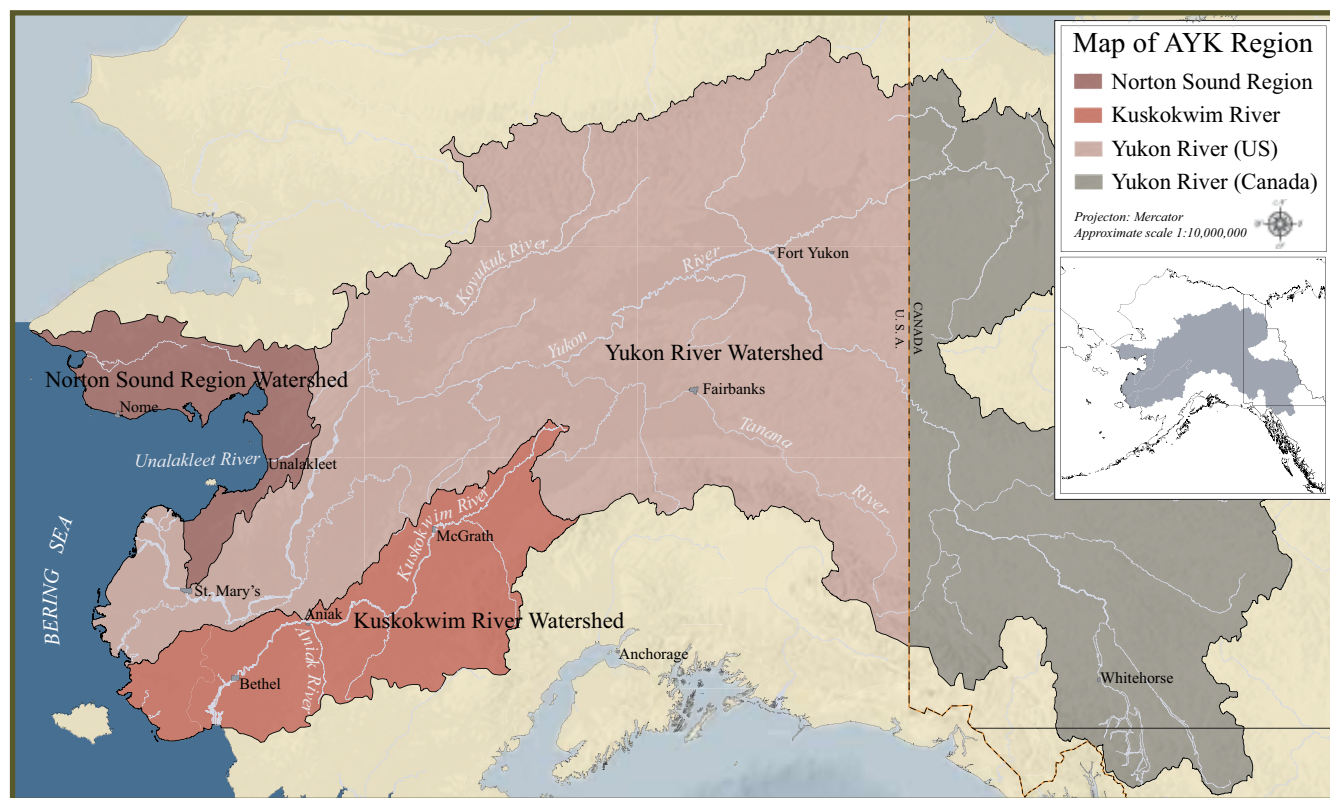 Map of AYK Region
Norton Sound Region
Kuskokwim River
Yukon River (US)
Yukon River (Canada)
Projecton: Mercator
Approximate scale 1:10,000,000
Koyukuk River
River
Fort Yukon
CANADA
U.S.A.
Yukon
Yukon River Watershed
Norton Sound Region Watershed
Fairbanks
Nome
Tanana
Unalakleet River
Unalakleet
River
Kuskokwim River
McGrath
BERING SEA
St. Mary's
Aniak
Kuskokwim River Watershed
Aniak River
Anchorage
Bethel
Whitehorse